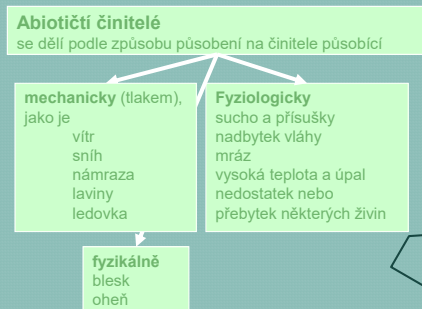 Abiotičtí činitelé
se dělí podle způsobu působení na činitele působící
mechanicky (tlakem),
jako je
vítr
sníh
námraza
laviny
ledovka
Fyziologicky
sucho a přísušky
nadbytek vláhy
mráz
vysoká teplota a úpal
nedostatek nebo
přebytek některých živin
fyzikálně
blesk
oheň